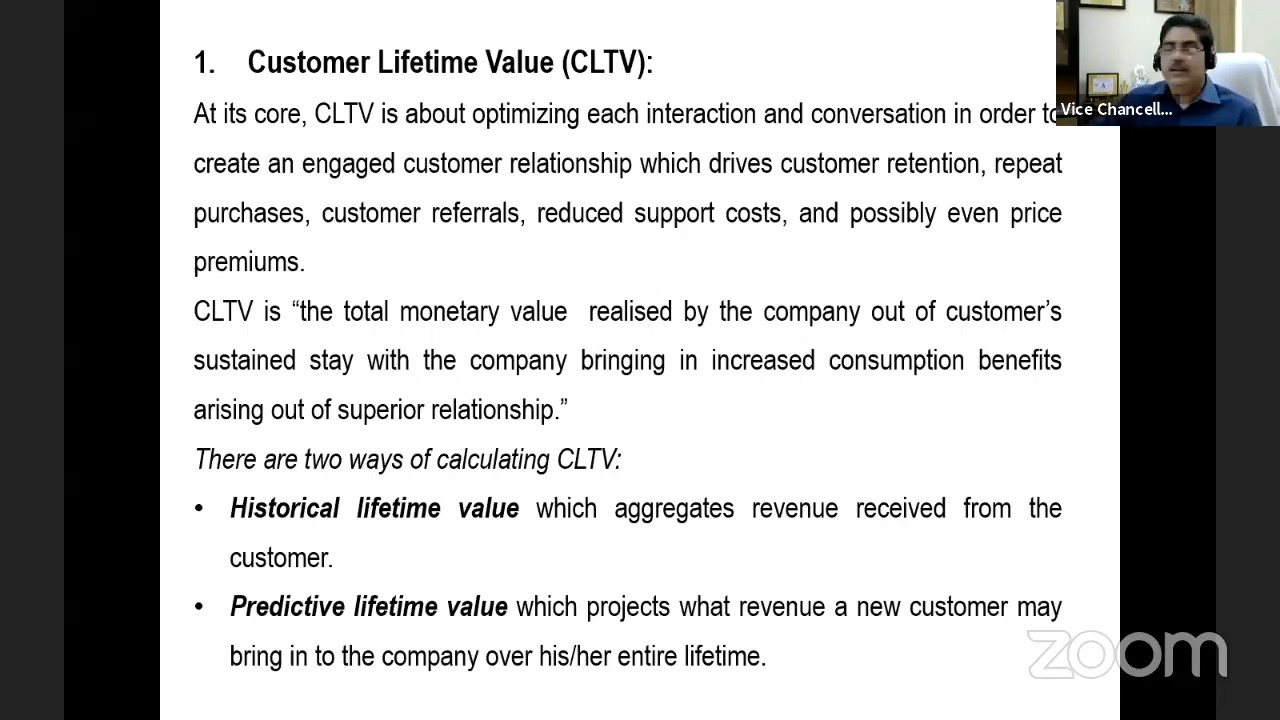 1. Customer Lifetime Value (CLTV):
At its core, CLTV is about optimizing each interaction and conversation in order to
create an engaged customer relationship which drives customer retention, repeat
purchases, customer referrals, reduced support costs, and possibly even price
premiums.
CLTV is “the total monetary value realised by the company out of customer’s
sustained stay with the company bringing in increased consumption benefits
arising out of superior relationship.”
There are two ways of calculating CLTV:
• Historical lifetime value which aggregates revenue received from the
customer.
• Predictive lifetime value which projects what revenue a new customer may
bring in to the company over his/her entire lifetime.
Vice Chancell...
zoom